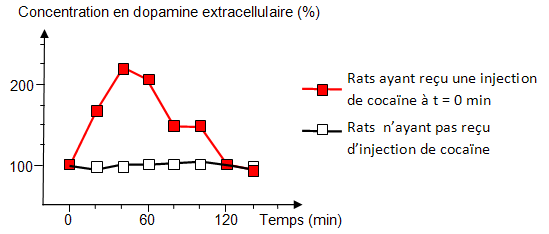 Concentration en dopamine extracellulaire (%)
200
100
0
60
120
Temps (min)
Rats ayant reçu une injection
de cocaïne à t = 0 min
Rats n'ayant pas reçu
d'injection de cocaïne